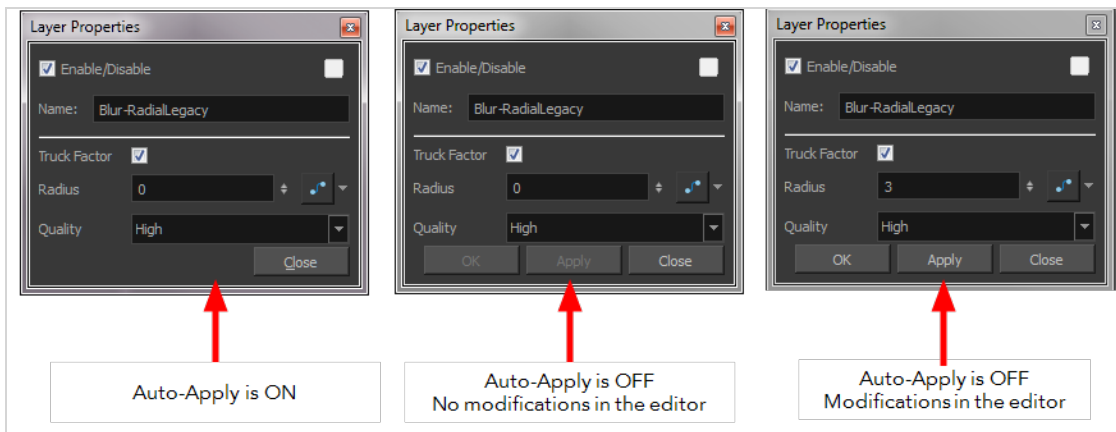 Layer Properties
Enable/Disable
Name: Blur-RadialLegacy
Truck Factor
Radius 0
Quality High
Close
Auto-Apply is ON
Layer Properties
Enable/Disable
Name: Blur-RadialLegacy
Truck Factor
Radius 0
Quality High
OK Apply Close
Auto-Apply is OFF
No modifications in the editor
Layer Properties
Enable/Disable
Name: Blur-RadialLegacy
Truck Factor
Radius 3
Quality High
OK Apply Close
Auto-Apply is OFF
Modifications in the editor